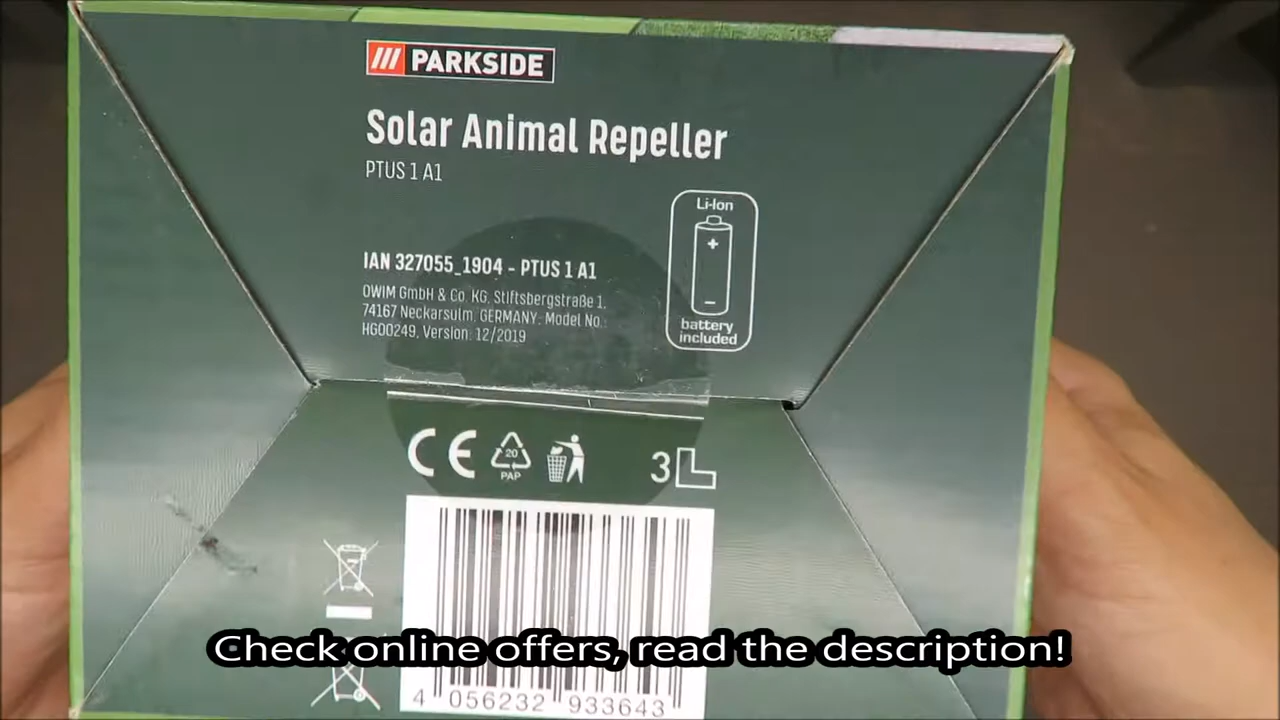 PARKSIDE
Solar Animal Repeller
PTUS 1 A1
Li-Ion
+
–
battery
included
IAN 327055_1904 - PTUS 1 A1
OWIM GmbH & Co. KG, Stiftsbergstraße 1,
74167 Neckarsulm, GERMANY, Model No.:
HG00249, Version: 12/2019
CE
20
PAP
3L
Check online offers, read the description!
4 056232 933643